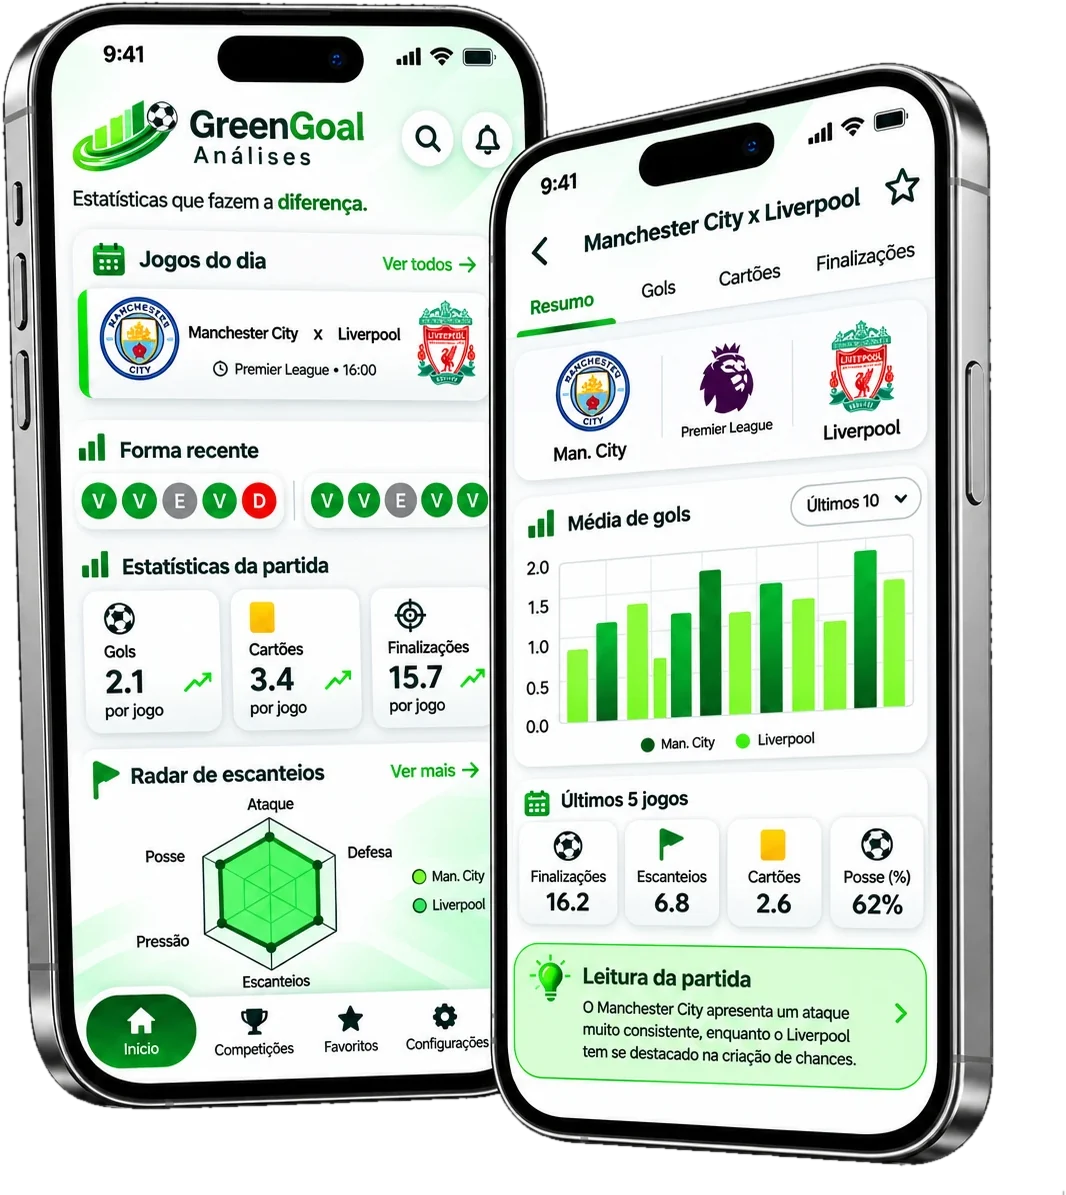 9:41
GreenGoal
Análises
Estatísticas que fazem a diferença.
Jogos do dia
Ver todos →
MANCHESTER
CITY
Manchester City x Liverpool
Premier League • 16:00
Forma recente
V V E V D
V V E V V
Estatísticas da partida
Gols
2.1
por jogo
Cartões
3.4
por jogo
Finalizações
15.7
por jogo
Radar de escanteios
Ver mais →
Ataque
Posse
Defesa
Pressão
Escanteios
Man. City
Liverpool
Início
Competições
Favoritos
Configurações
9:41
Manchester City x Liverpool
Resumo
Gols
Cartões
Finalizações
MANCHESTER
CITY
Man. City
Premier League
Liverpool
Média de gols
Últimos 10
2.0
1.5
1.0
0.5
0.0
Man. City
Liverpool
Últimos 5 jogos
Finalizações
16.2
Escanteios
6.8
Cartões
2.6
Posse (%)
62%
Leitura da partida
O Manchester City apresenta um ataque
muito consistente, enquanto o Liverpool
tem se destacado na criação de chances.